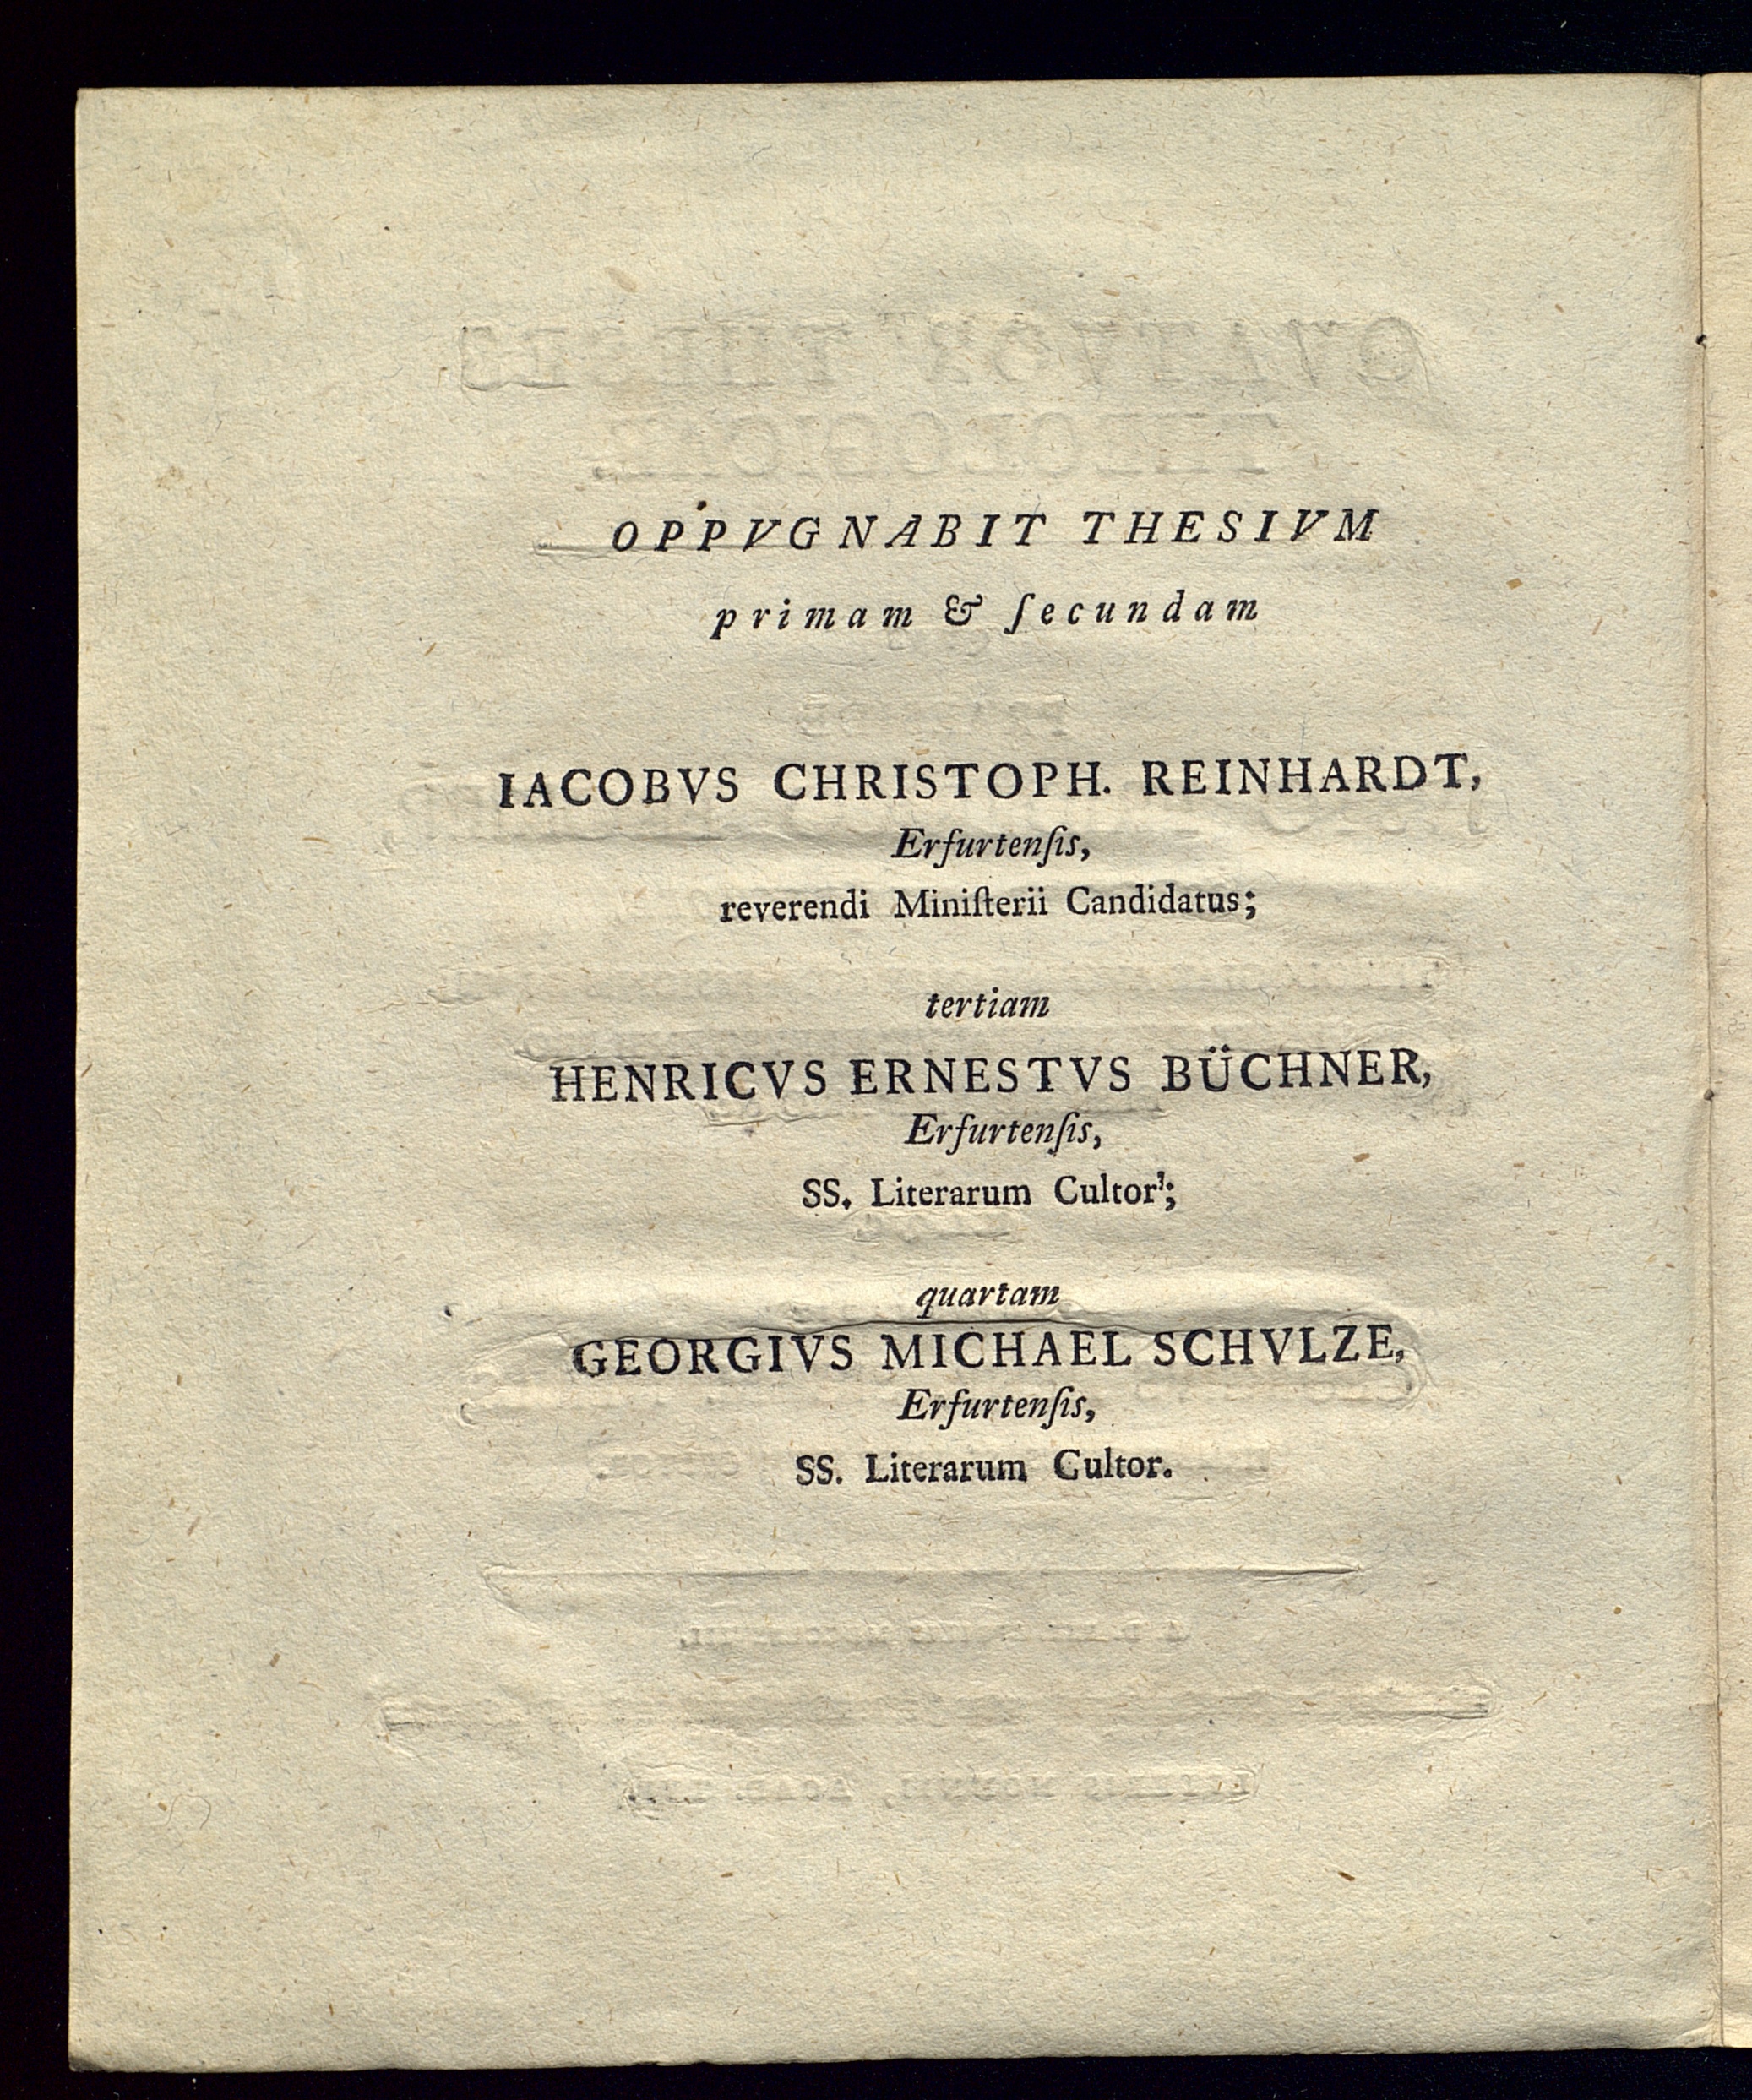 OPPVGNABIT THESIVM
primam & ſecundam
IACOBVS CHRISTOPH. REINHARDT,
Erfurtenſis,
reverendi Miniſterii Candidatus;
tertiam
HENRICVS ERNESTVS BÜCHNER,
Erfurtenſis,
SS. Literarum Cultor;
quartam
GEORGIVS MICHAEL SCHVLZE,
Erfurtenſis,
SS. Literarum Cultor.